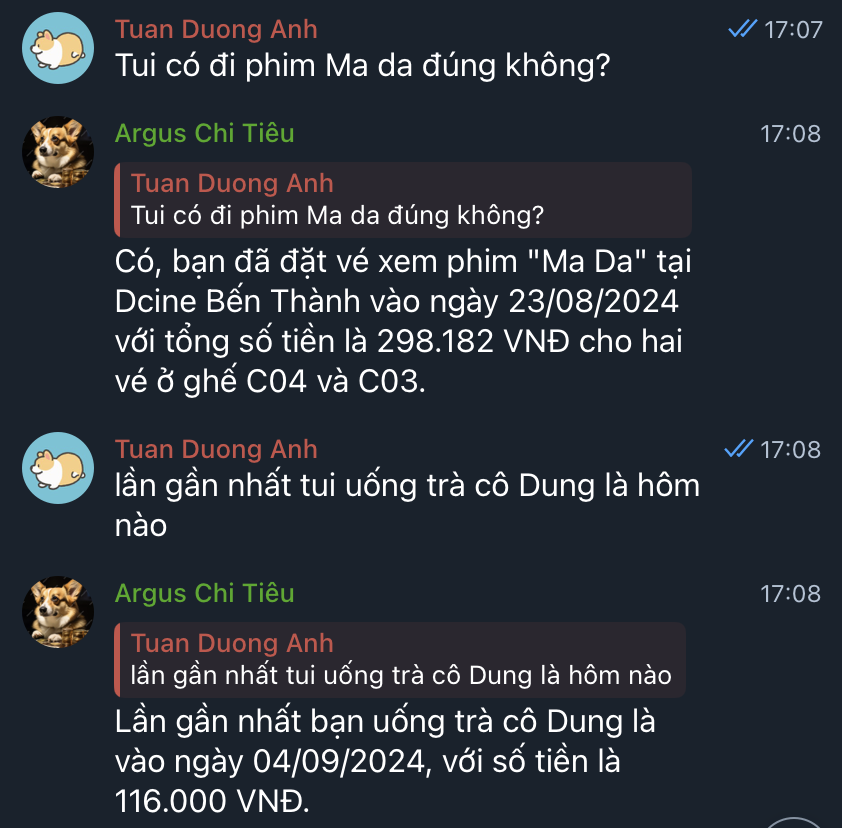 Tuan Duong Anh 17:07
Tui có đi phim Ma da đúng không?
Argus Chi Tiêu 17:08
Tuan Duong Anh
Tui có đi phim Ma da đúng không?
Có, bạn đã đặt vé xem phim "Ma Da" tại
Dcine Bến Thành vào ngày 23/08/2024
với tổng số tiền là 298.182 VNĐ cho hai
vé ở ghế C04 và C03.
Tuan Duong Anh 17:08
lần gần nhất tui uống trà cô Dung là hôm
nào
Argus Chi Tiêu 17:08
Tuan Duong Anh
lần gần nhất tui uống trà cô Dung là hôm nào
Lần gần nhất bạn uống trà cô Dung là
vào ngày 04/09/2024, với số tiền là
116.000 VNĐ.